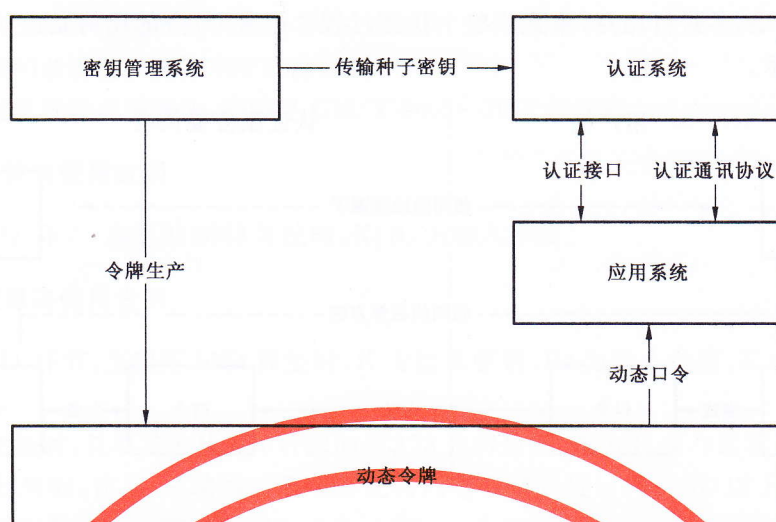 密钥管理系统
传输种子密钥
认证系统
认证接口
认证通讯协议
令牌生产
应用系统
动态口令
动态令牌